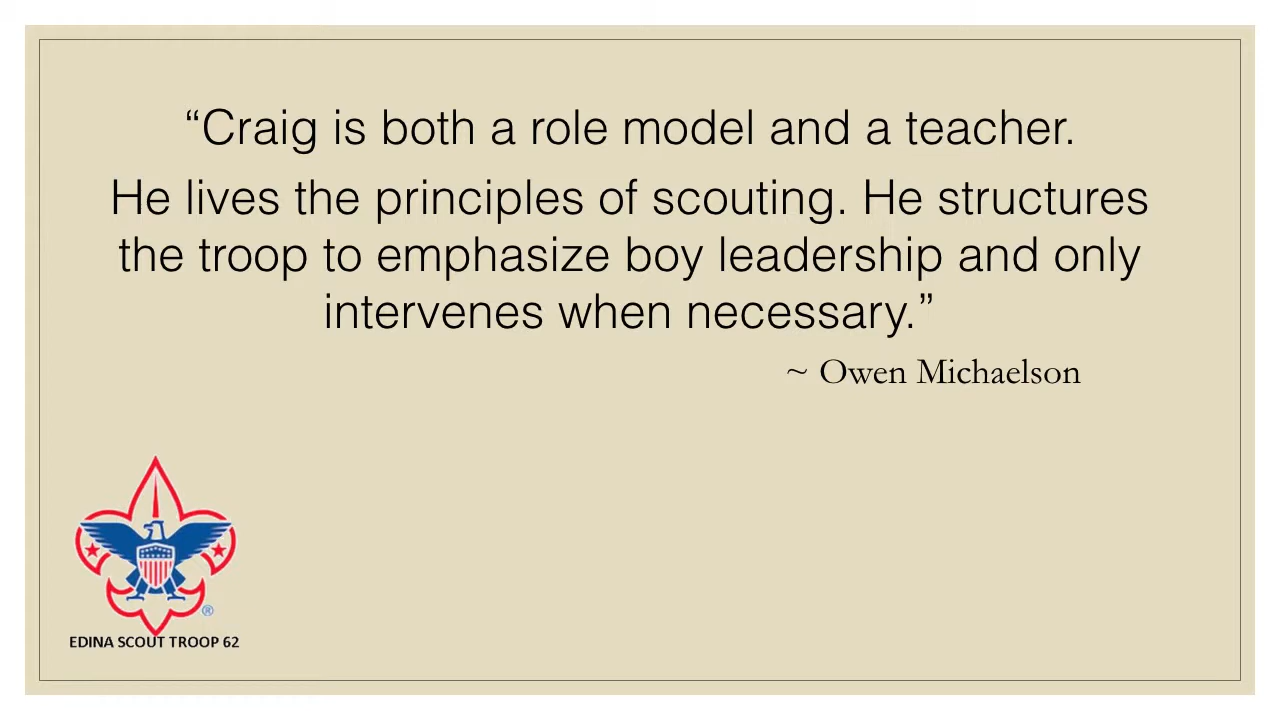 “Craig is both a role model and a teacher.
He lives the principles of scouting. He structures
the troop to emphasize boy leadership and only
intervenes when necessary.”
~ Owen Michaelson
®
EDINA SCOUT TROOP 62